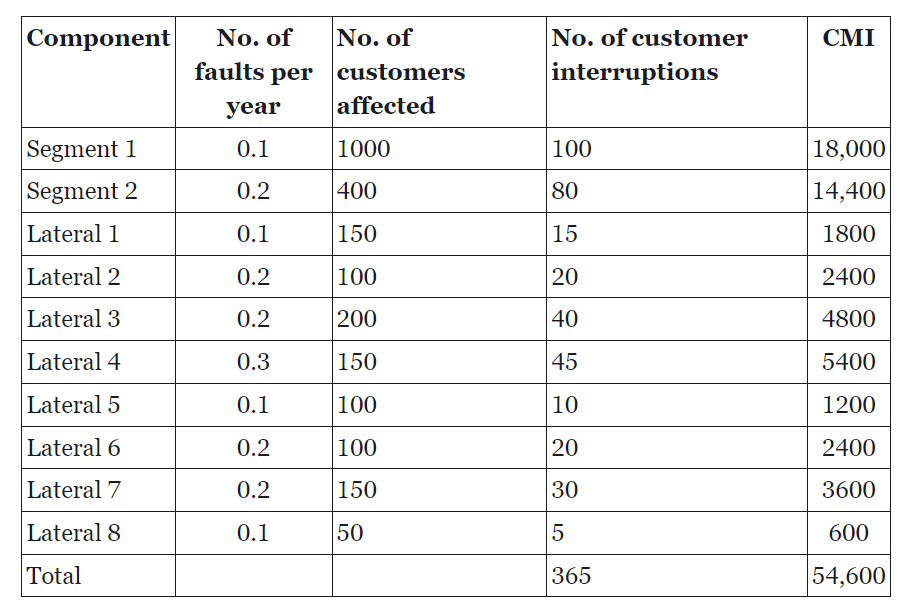 Component No. of faults per year No. of customers affected No. of customer interruptions CMI
Segment 1 0.1 1000 100 18,000
Segment 2 0.2 400 80 14,400
Lateral 1 0.1 150 15 1800
Lateral 2 0.2 100 20 2400
Lateral 3 0.2 200 40 4800
Lateral 4 0.3 150 45 5400
Lateral 5 0.1 100 10 1200
Lateral 6 0.2 100 20 2400
Lateral 7 0.2 150 30 3600
Lateral 8 0.1 50 5 600
Total 365 54,600